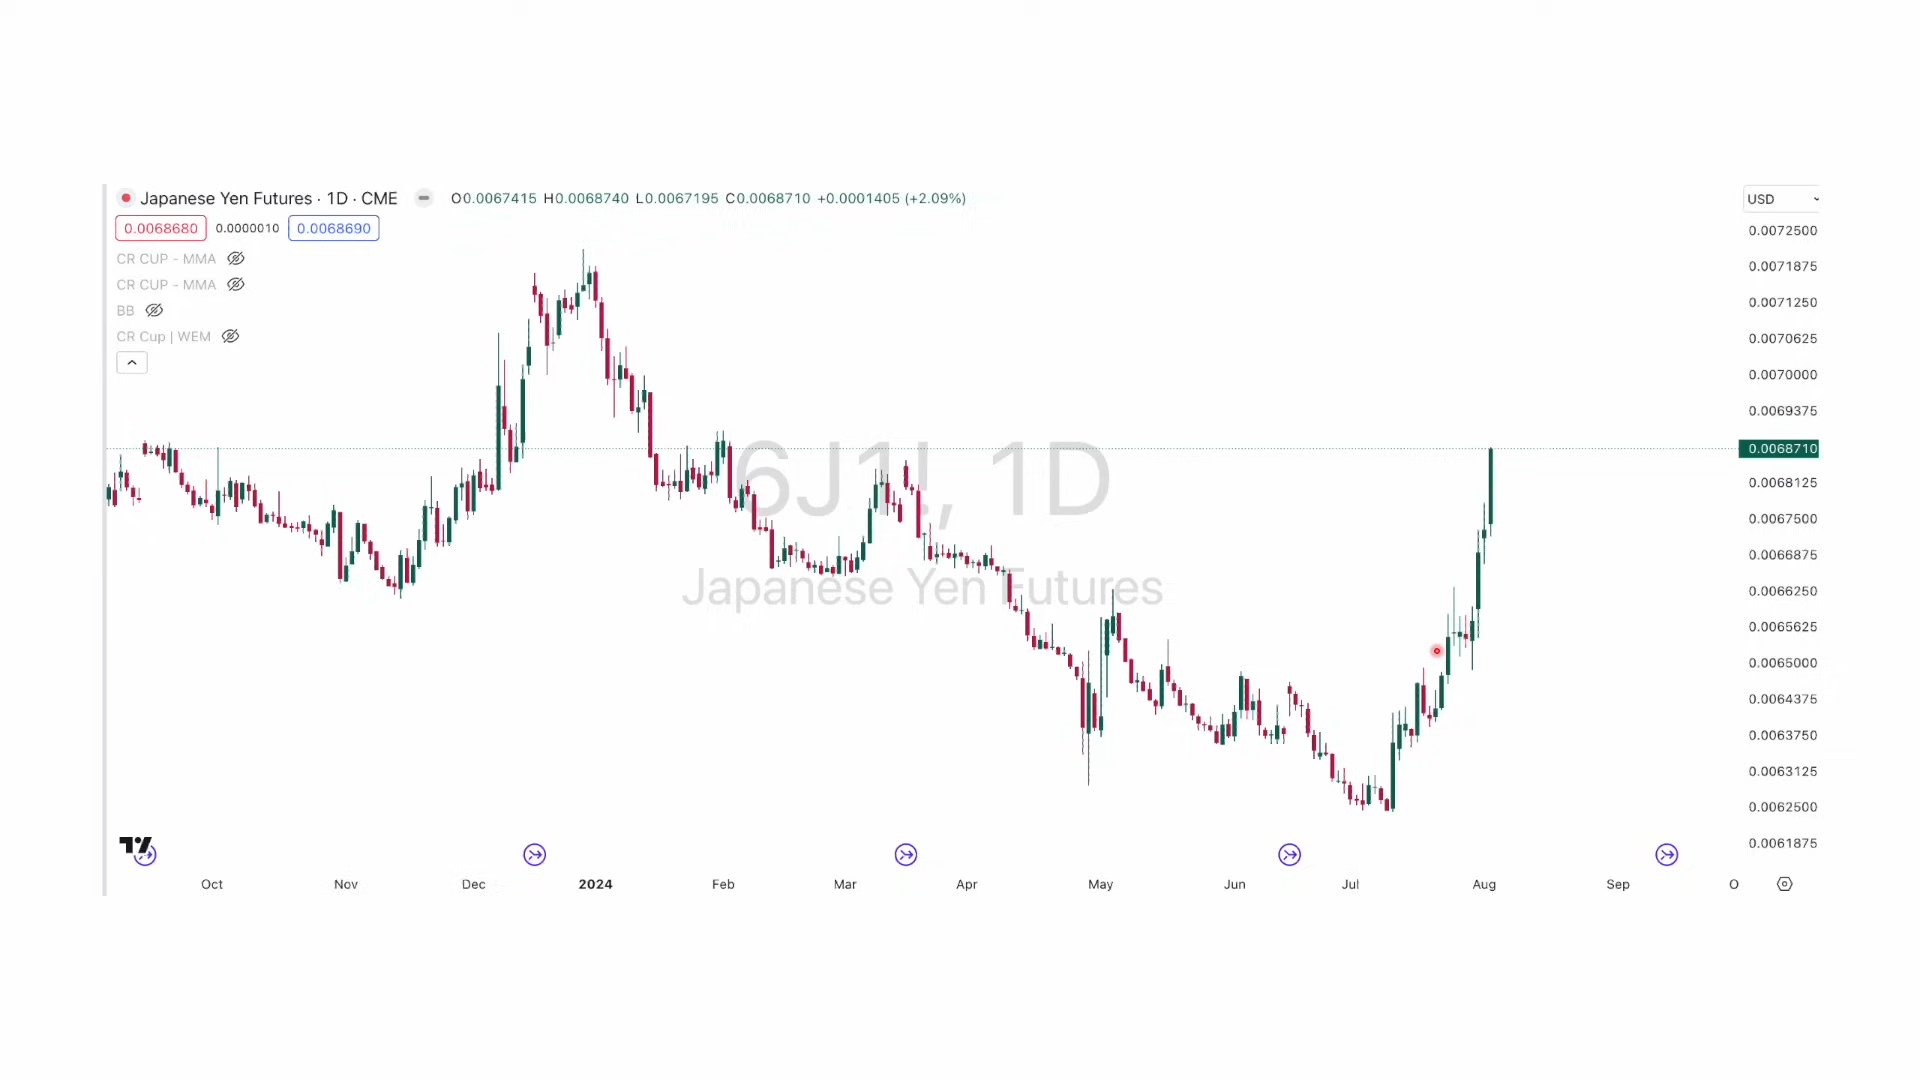 Japanese Yen Futures · 1D · CME O0.0067415 H0.0068740 L0.0067195 C0.0068710 +0.0001405 (+2.09%)
USD
0.0068680 0.0000010 0.0068690
CR CUP - MMA
CR CUP - MMA
BB
CR Cup | WEM
0.0072500
0.0071875
0.0071250
0.0070625
0.0070000
0.0069375
0.0068710
0.0068125
0.0067500
0.0066875
0.0066250
0.0065625
0.0065000
0.0064375
0.0063750
0.0063125
0.0062500
0.0061875
6J1!, 1D
Japanese Yen Futures
Oct Nov Dec 2024 Feb Mar Apr May Jun Jul Aug Sep O